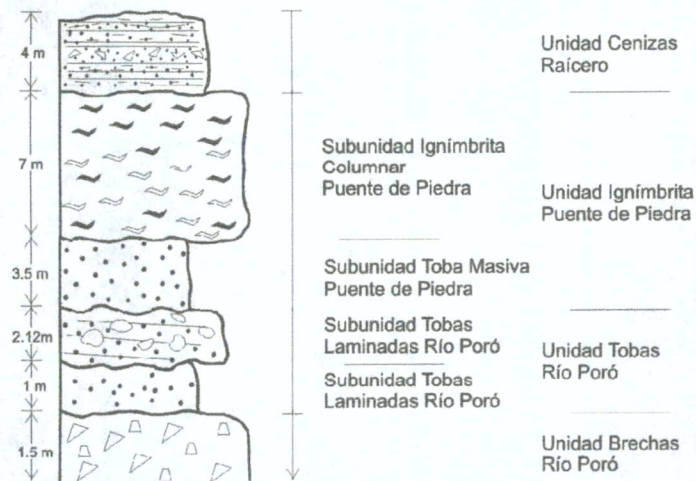 4 m
7 m
3.5 m
2.12m
1 m
1.5 m
Subunidad Ignímbrita
Columnar
Puente de Piedra
Subunidad Toba Masiva
Puente de Piedra
Subunidad Tobas
Laminadas Río Poró
Subunidad Tobas
Laminadas Río Poró
Unidad Cenizas
Raícero
Unidad Ignímbrita
Puente de Piedra
Unidad Tobas
Río Poró
Unidad Brechas
Río Poró